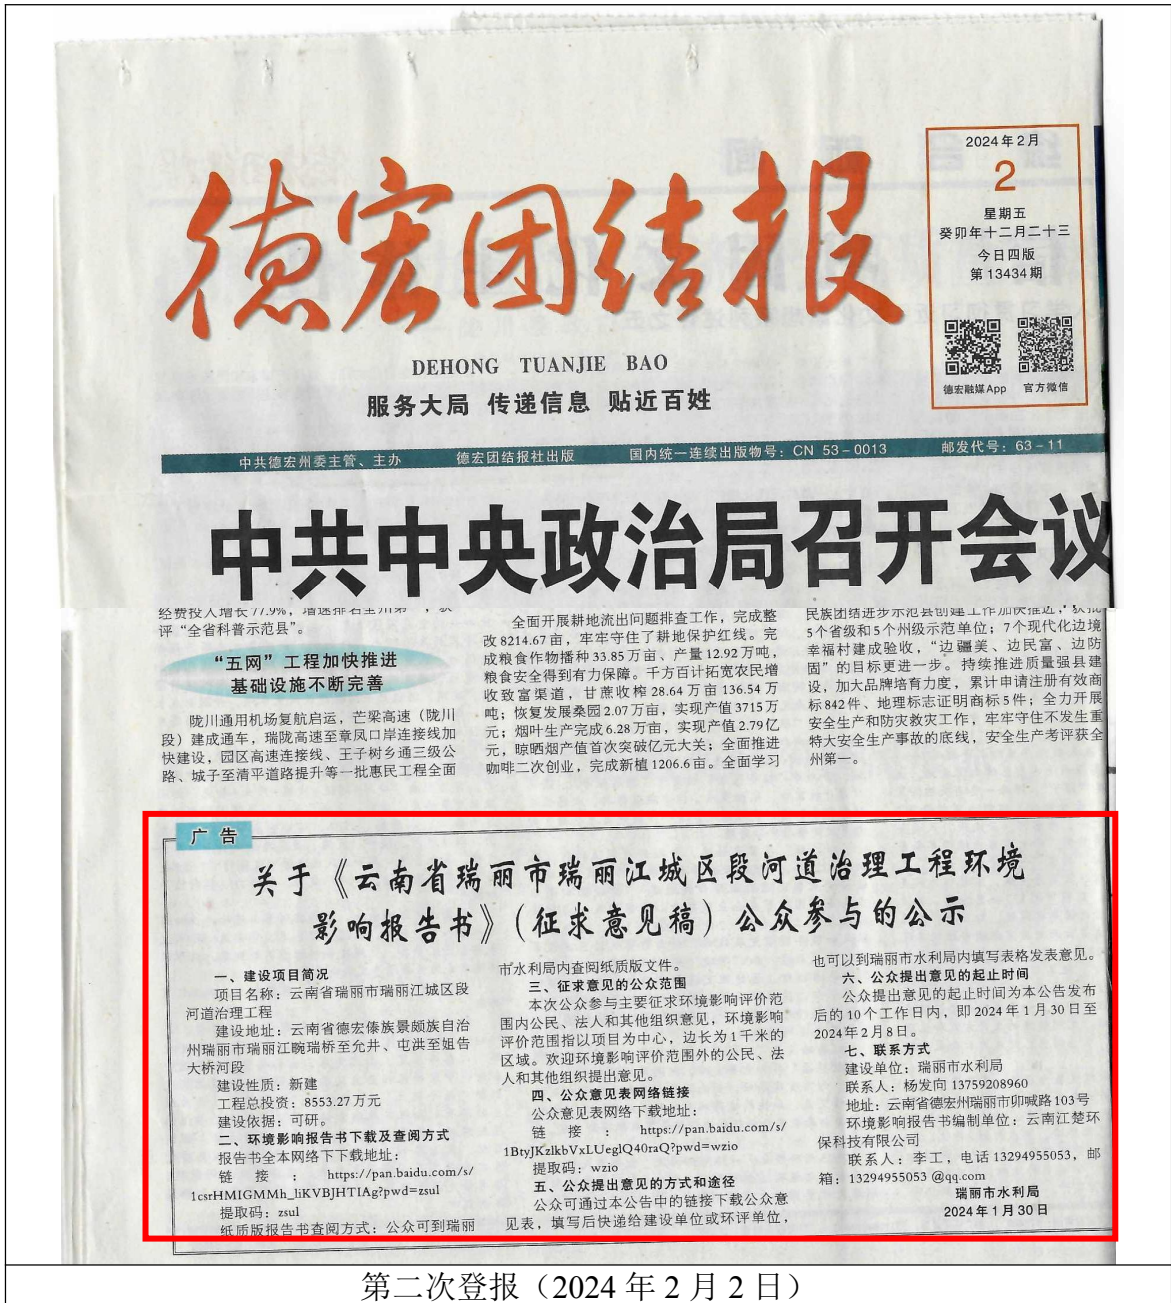 德宏团结报
DEHONG TUANJIE BAO
服务大局 传递信息 贴近百姓
2024年2月
2
星期五
癸卯年十二月二十三
今日四版
第13434期
德宏融媒App 官方微信
中共德宏州委主管、主办 德宏团结报社出版 国内统一连续出版物号：CN 53－0013 邮发代号：63－11
中共中央政治局召开会议
经费投入增长77.9%，增速排名全州第一，获
评“全省科普示范县”。
“五网”工程加快推进
基础设施不断完善
陇川通用机场复航启运，芒梁高速（陇川
段）建成通车，瑞陇高速至章凤口岸连接线加
快建设，园区高速连接线、王子树乡通三级公
路、城子至清平道路提升等一批惠民工程全面
全面开展耕地流出问题排查工作，完成整
改8214.67亩，牢牢守住了耕地保护红线。完
成粮食作物播种33.85万亩、产量12.92万吨，
粮食安全得到有力保障。千方百计拓宽农民增
收致富渠道，甘蔗收榨28.64万亩136.54万
吨；恢复发展桑园2.07万亩，实现产值3715万
元；烟叶生产完成6.28万亩，实现产值2.79亿
元，晾晒烟产值首次突破亿元大关；全面推进
咖啡二次创业，完成新植1206.6亩。全面学习
民族团结进步示范县创建工作加快推进，获批
5个省级和5个州级示范单位；7个现代化边境
幸福村建成验收，“边疆美、边民富、边防
固”的目标更进一步。持续推进质量强县建
设，加大品牌培育力度，累计申请注册有效商
标842件、地理标志证明商标5件；全力开展
安全生产和防灾救灾工作，牢牢守住不发生重
特大安全生产事故的底线，安全生产考评获全
州第一。
广 告
关于《云南省瑞丽市瑞丽江城区段河道治理工程环境
影响报告书》（征求意见稿）公众参与的公示
一、建设项目简况
项目名称：云南省瑞丽市瑞丽江城区段
河道治理工程
建设地址：云南省德宏傣族景颇族自治
州瑞丽市瑞丽江畹瑞桥至允井、屯洪至姐告
大桥河段
建设性质：新建
工程总投资：8553.27万元
建设依据：可研。
二、环境影响报告书下载及查阅方式
报告书全本网络下下载地址：
链 接 ： https://pan.baidu.com/s/
1csrHMIGMMh_liKVBJHTIAg?pwd=zsul
提取码：zsul
纸质版报告书查阅方式：公众可到瑞丽
市水利局内查阅纸质版文件。
三、征求意见的公众范围
本次公众参与主要征求环境影响评价范
围内公民、法人和其他组织意见，环境影响
评价范围指以项目为中心，边长为1千米的
区域。欢迎环境影响评价范围外的公民、法
人和其他组织提出意见。
四、公众意见表网络链接
公众意见表网络下载地址：
链 接 ： https://pan.baidu.com/s/
1BtyJKzlkbVxLUeglQ40raQ?pwd=wzio
提取码：wzio
五、公众提出意见的方式和途径
公众可通过本公告中的链接下载公众意
见表，填写后快递给建设单位或环评单位，
也可以到瑞丽市水利局内填写表格发表意见。
六、公众提出意见的起止时间
公众提出意见的起止时间为本公告发布
后的10个工作日内，即2024年1月30日至
2024年2月8日。
七、联系方式
建设单位：瑞丽市水利局
联系人：杨发向 13759208960
地址：云南省德宏州瑞丽市卯喊路103号
环境影响报告书编制单位：云南江楚环
保科技有限公司
联系人：李工，电话13294955053，邮
箱：13294955053 @qq.com
瑞丽市水利局
2024年1月30日
第二次登报（2024 年 2 月 2 日）